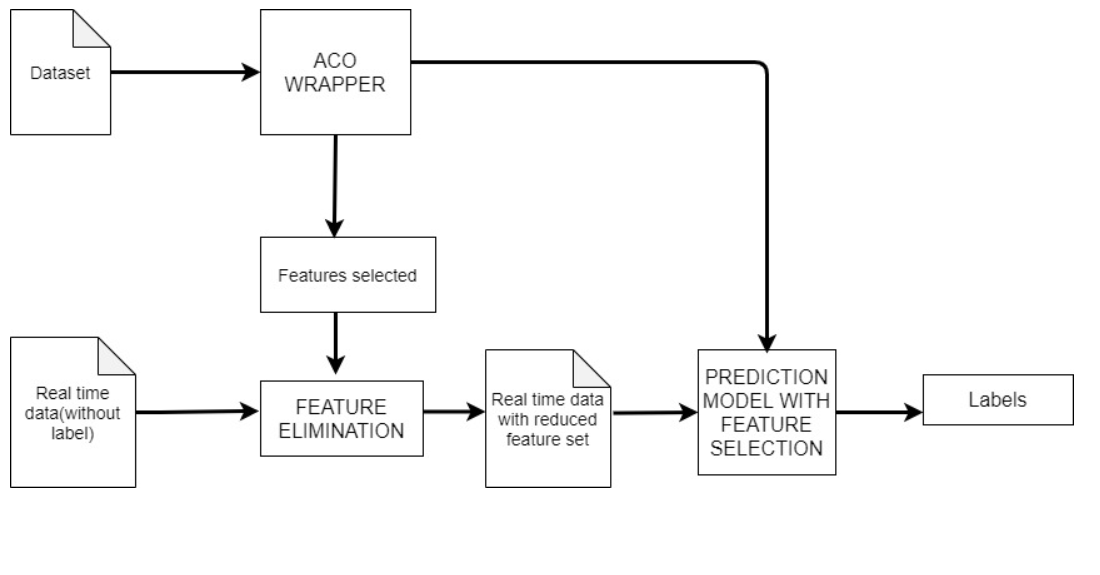 Dataset
ACO
WRAPPER
Features selected
Real time
data(without
label)
FEATURE
ELIMINATION
Real time data
with reduced
feature set
PREDICTION
MODEL WITH
FEATURE
SELECTION
Labels